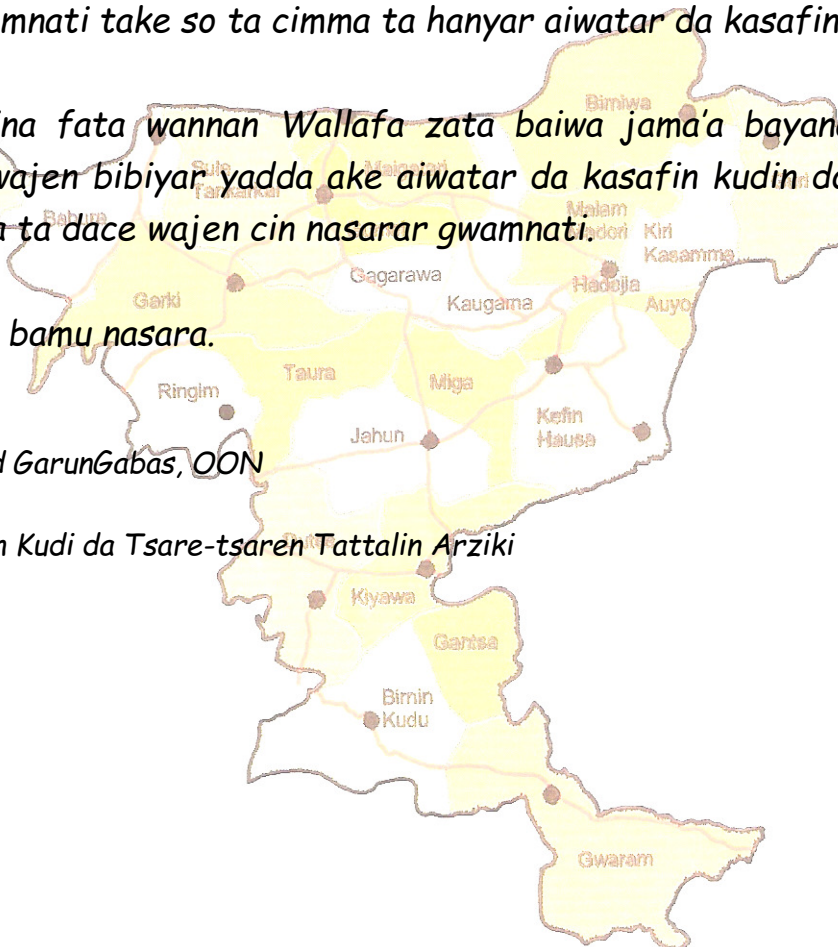 mnati take so ta cimma ta hanyar aiwatar da kasafin
ina fata wannan Wallafa zata baiwa jama'a bayana
wajen bibiyar yadda ake aiwatar da kasafin kudin da
a ta dace wajen cin nasarar gwamnati.
bamu nasara.
d GarunGabas, OON
n Kudi da Tsare-tsaren Tattalin Arziki
Birniwa
Sule
Tankarkar
Maigatari
Babura
Malam
Madori
Kiri
Kasamma
Gagarawa
Hadejia
Garki
Kaugama
Auyo
Taura
Miga
Ringim
Kafin
Hausa
Jahun
Dutse
Kiyawa
Gantsa
Birnin
Kudu
Gwaram